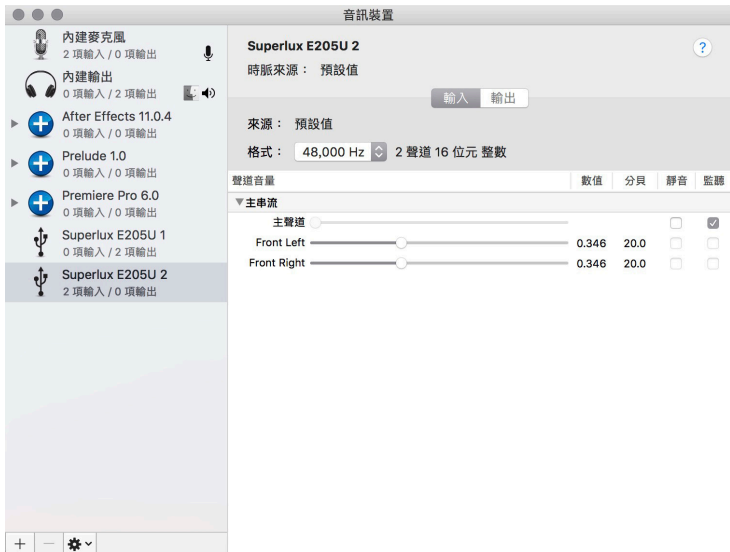 音訊裝置
內建麥克風
2 項輸入 / 0 項輸出
內建輸出
0 項輸入 / 2 項輸出
After Effects 11.0.4
0 項輸入 / 0 項輸出
Prelude 1.0
0 項輸入 / 0 項輸出
Premiere Pro 6.0
0 項輸入 / 0 項輸出
Superlux E205U 1
0 項輸入 / 2 項輸出
Superlux E205U 2
2 項輸入 / 0 項輸出
Superlux E205U 2
?
時脈來源： 預設值
輸入 輸出
來源： 預設值
格式： 48,000 Hz 2 聲道 16 位元 整數
聲道音量 數值 分貝 靜音 監聽
主串流
主聲道
Front Left 0.346 20.0
Front Right 0.346 20.0